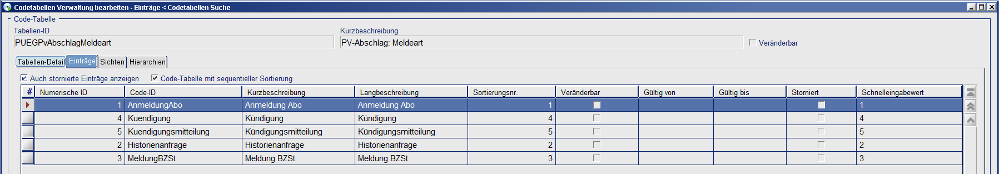 Codetabellen Verwaltung bearbeiten - Einträge < Codetabellen Suche
Code-Tabelle
Tabellen-ID Kurzbeschreibung
PUEGPvAbschlagMeldeart PV-Abschlag: Meldeart Veränderbar
Tabellen-Detail Einträge Sichten Hierarchien
Auch stornierte Einträge anzeigen Code-Tabelle mit sequentieller Sortierung
# Numerische ID Code-ID Kurzbeschreibung Langbeschreibung Sortierungsnr. Veränderbar Gültig von Gültig bis Storniert Schnelleingabewert
1 AnmeldungAbo Anmeldung Abo Anmeldung Abo 1 1
4 Kuendigung Kündigung Kündigung 4 4
5 Kuendigungsmitteilung Kündigungsmitteilung Kündigungsmitteilung 5 5
2 Historienanfrage Historienanfrage Historienanfrage 2 2
3 MeldungBZSt Meldung BZSt Meldung BZSt 3 3